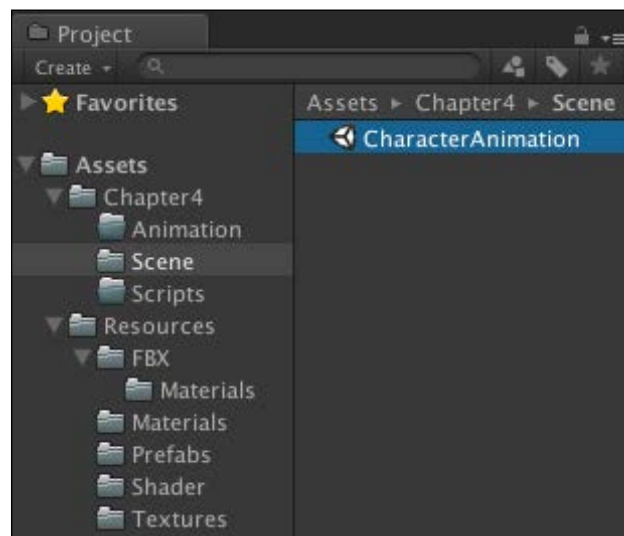 Project
Create
Favorites
Assets
Chapter4
Animation
Scene
Scripts
Resources
FBX
Materials
Materials
Prefabs
Shader
Textures
Assets Chapter4 Scene
CharacterAnimation